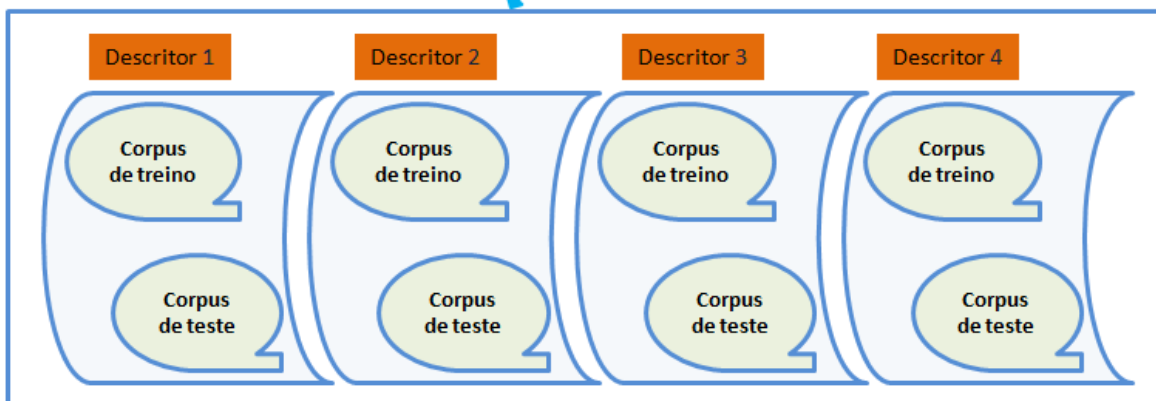 Descritor 1
Descritor 2
Descritor 3
Descritor 4
Corpus
de treino
Corpus
de treino
Corpus
de treino
Corpus
de treino
Corpus
de teste
Corpus
de teste
Corpus
de teste
Corpus
de teste